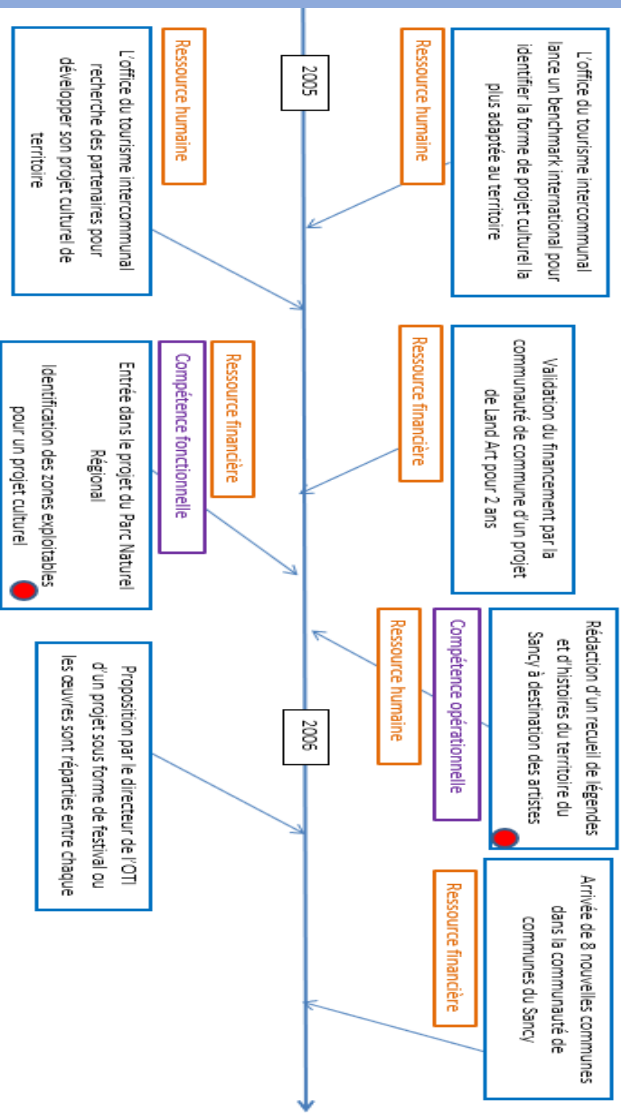 L'office du tourisme intercommunal
lance un benchmark international pour
identifier la forme de projet culturel la
plus adaptée au territoire
Ressource humaine
Validation du financement par la
communauté de commune d'un projet
de Land Art pour 2 ans
Ressource financière
Rédaction d'un recueil de légendes
et d'histoires du territoire du
Sancy à destination des artistes
Compétence opérationnelle
Ressource humaine
Arrivée de 8 nouvelles communes
dans la communauté de
communes du Sancy
Ressource financière
2005
2006
Ressource humaine
L'office du tourisme intercommunal
recherche des partenaires pour
développer son projet culturel de
territoire
Ressource financière
Compétence fonctionnelle
Entrée dans le projet du Parc Naturel
Régional
Identification des zones exploitables
pour un projet culturel
Proposition par le directeur de l'OTI
d'un projet sous forme de festival ou
les œuvres sont réparties entre chaque